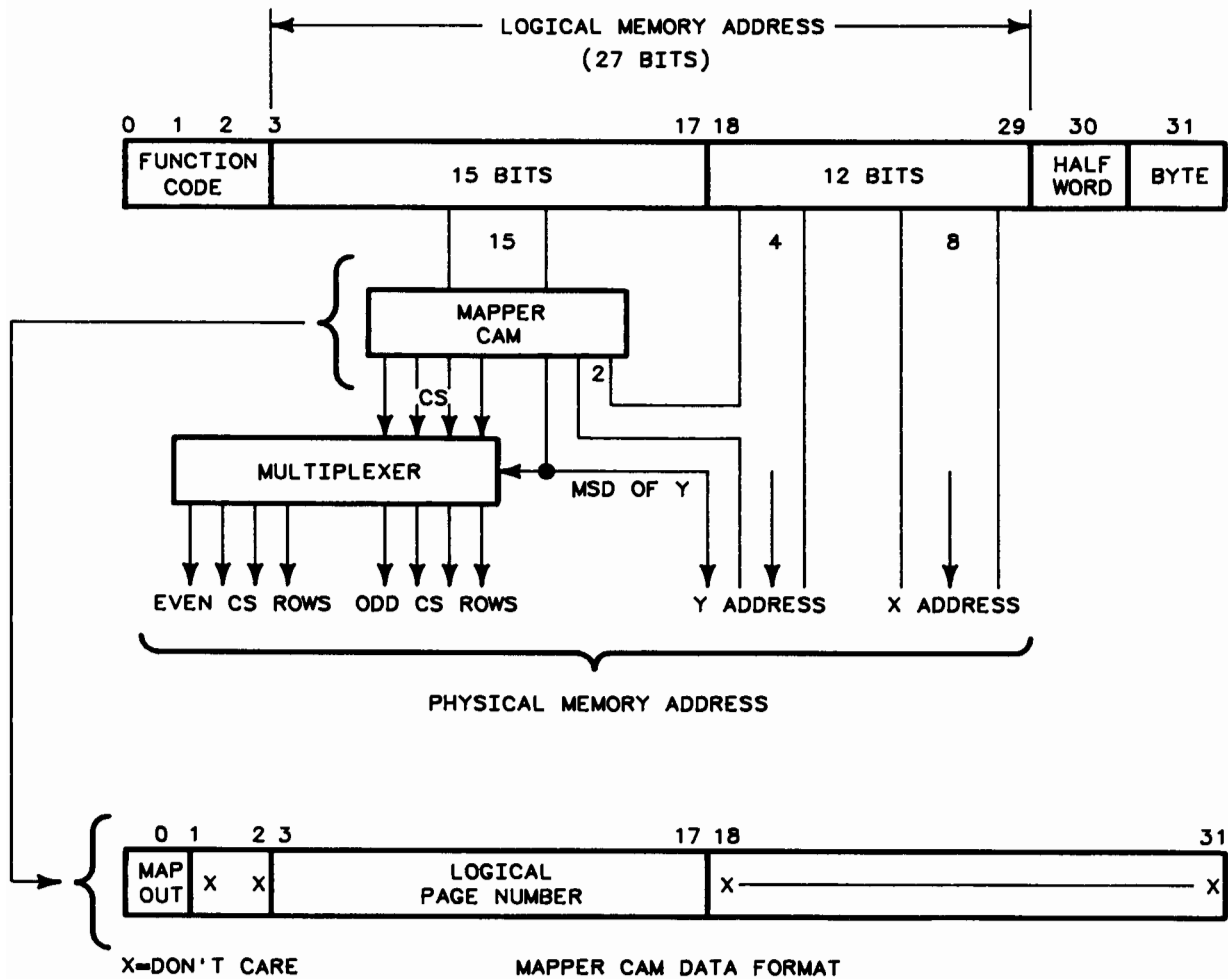 LOGICAL MEMORY ADDRESS
(27 BITS)
0 1 2 3 17 18 29 30 31
FUNCTION
CODE
15 BITS
12 BITS
HALF
WORD
BYTE
15
4
8
MAPPER
CAM
2
CS
MULTIPLEXER
MSD OF Y
EVEN CS ROWS
ODD CS ROWS
Y ADDRESS
X ADDRESS
PHYSICAL MEMORY ADDRESS
0 1 2 3 17 18 31
MAP
OUT
X X
LOGICAL
PAGE NUMBER
X X
X=DON'T CARE
MAPPER CAM DATA FORMAT